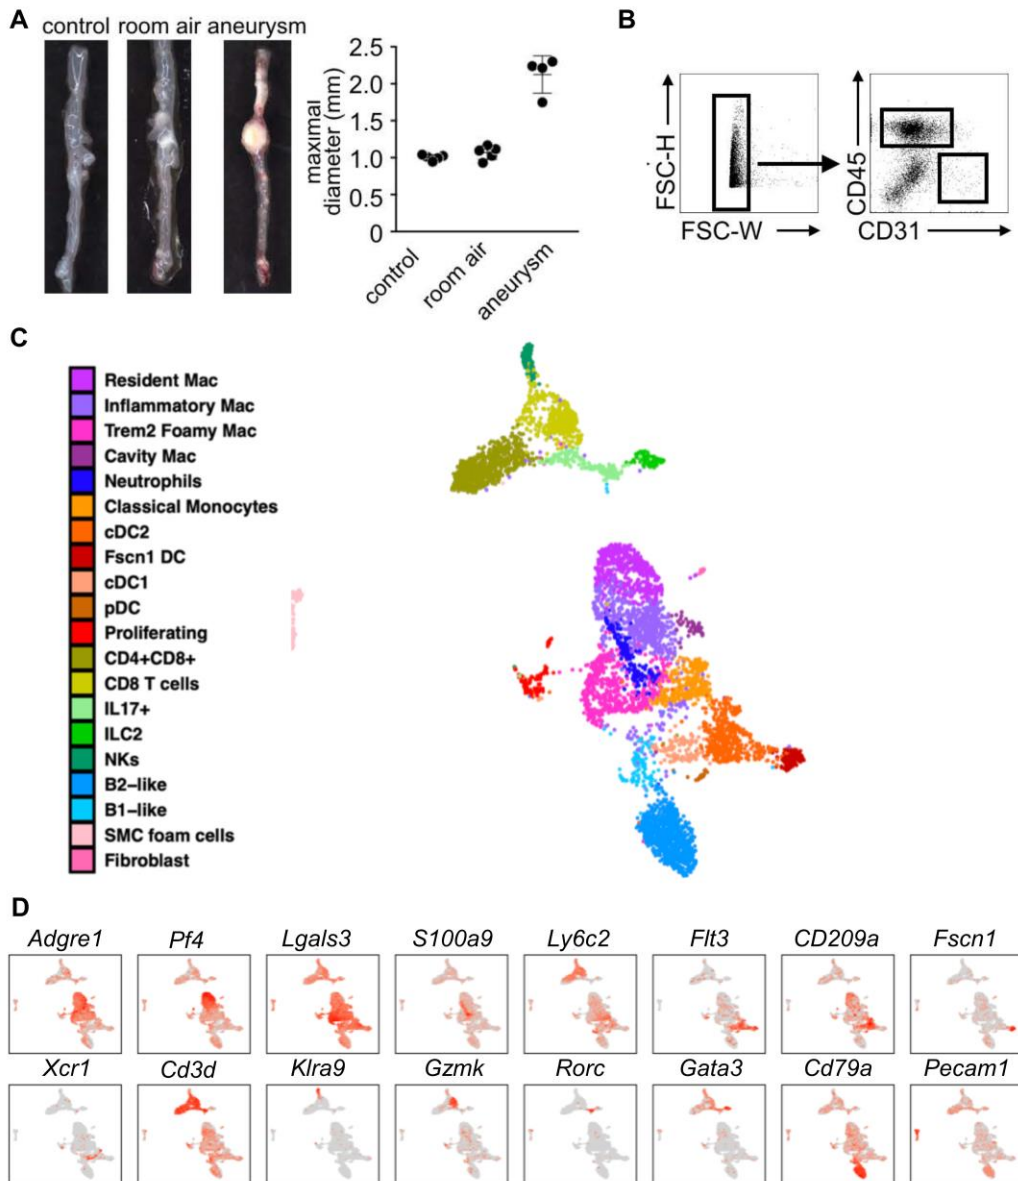 A
control room air aneurysm
maximal
diameter (mm)
2.5
2.0
1.5
1.0
0.5
0
control
room air
aneurysm
B
FSC-H
FSC-W
CD45
CD31
C
Resident Mac
Inflammatory Mac
Trem2 Foamy Mac
Cavity Mac
Neutrophils
Classical Monocytes
cDC2
Fscn1 DC
cDC1
pDC
Proliferating
CD4+CD8+
CD8 T cells
IL17+
ILC2
NKs
B2-like
B1-like
SMC foam cells
Fibroblast
D
Adgre1 Pf4 Lgals3 S100a9 Ly6c2 Flt3 CD209a Fscn1
Xcr1 Cd3d Klra9 Gzmk Rorc Gata3 Cd79a Pecam1